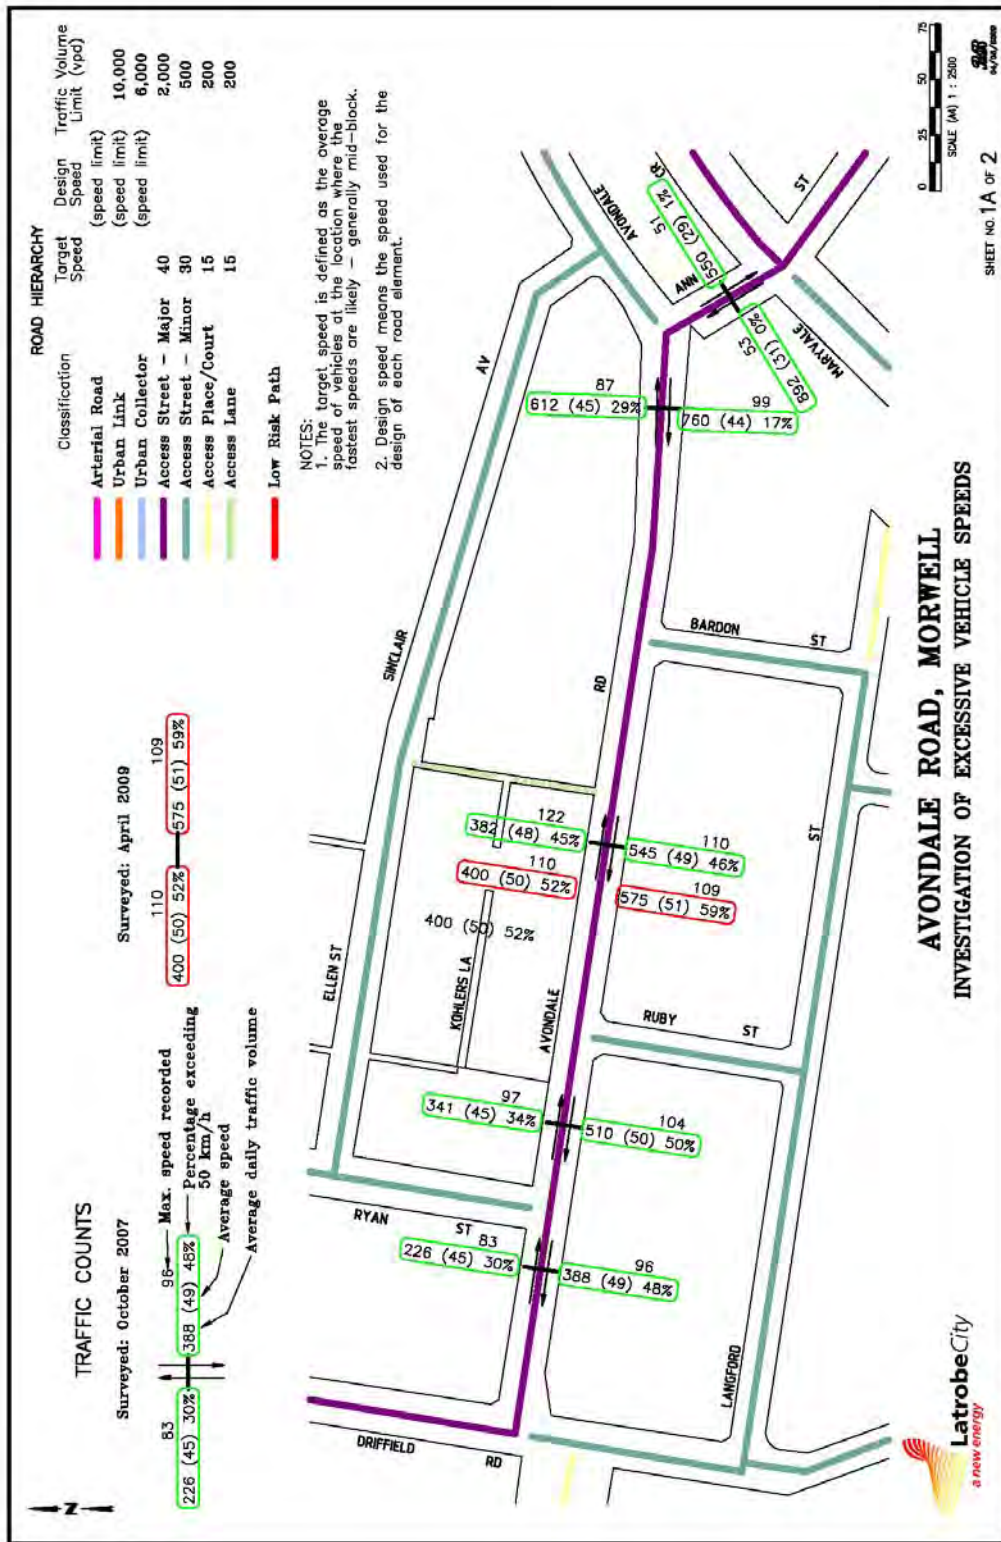 TRAFFIC COUNTS
Surveyed: October 2007
83
226 (45) 30%
96
388 (49) 48%
Max. speed recorded
Percentage exceeding
50 km/h
Average speed
Average daily traffic volume
Surveyed: April 2009
110
400 (50) 52%
109
575 (51) 59%
ROAD HIERARCHY
Classification
Target
Speed
Design
Speed
Traffic Volume
Limit (vpd)
Arterial Road (speed limit)
Urban Link (speed limit) 10,000
Urban Collector (speed limit) 6,000
Access Street - Major 40 2,000
Access Street - Minor 30 500
Access Place/Court 15 200
Access Lane 15 200
Low Risk Path
NOTES:
1. The target speed is defined as the average
speed of vehicles at the location where the
fastest speeds are likely - generally mid-block.
2. Design speed means the speed used for the
design of each road element.
N
DRIFFIELD
RD
RYAN
ST
83
226 (45) 30%
96
388 (49) 48%
ELLEN ST
KOHLERS LA
AVONDALE
RD
97
341 (45) 34%
104
510 (50) 50%
400 (50) 52%
122
382 (48) 45%
110
400 (50) 52%
110
545 (49) 46%
109
575 (51) 59%
SINCLAIR
AV
RUBY
ST
LANGFORD
ST
BARDON
ST
87
612 (45) 29%
99
760 (44) 17%
AVONDALE
CR
ANN
51
550 (29) 1%
53
892 (31) 0%
MARYVALE
ST
LatrobeCity
a new energy
AVONDALE ROAD, MORWELL
INVESTIGATION OF EXCESSIVE VEHICLE SPEEDS
0 25 50 75
SCALE (A4) 1 : 2500
SHEET NO. 1A OF 2